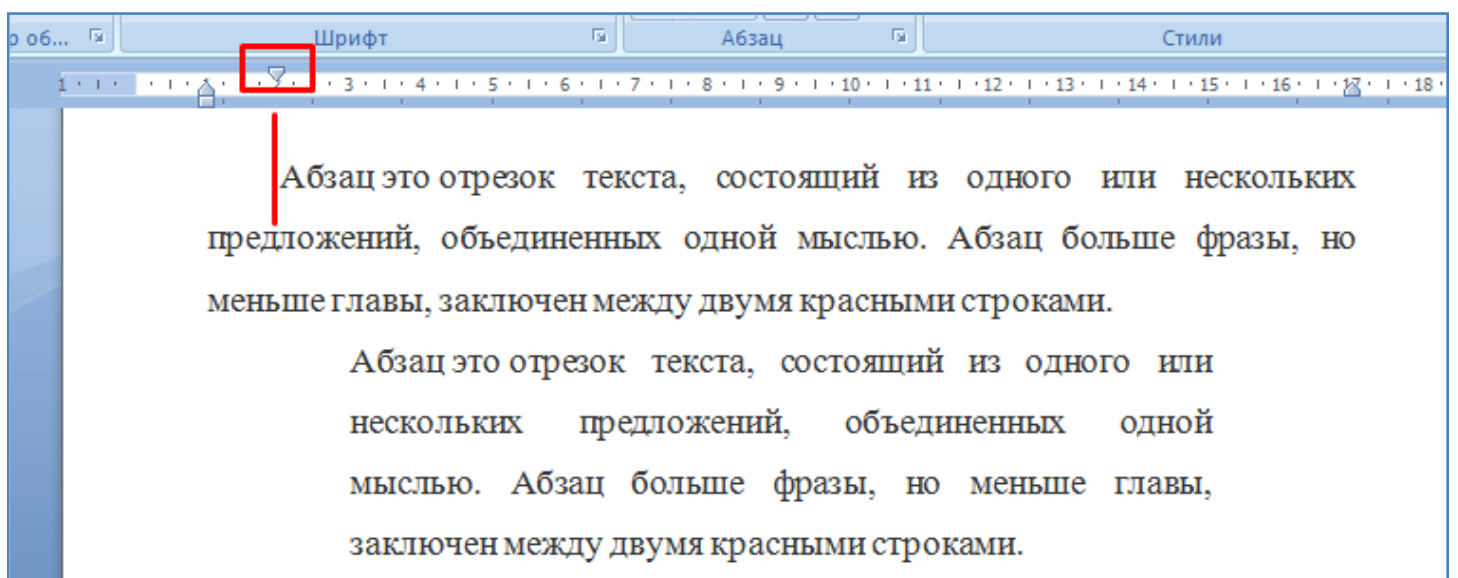 р об... Шрифт Абзац Стили
1 1 2 3 4 5 6 7 8 9 10 11 12 13 14 15 16 17 18
Абзац это отрезок текста, состоящий из одного или нескольких
предложений, объединенных одной мыслью. Абзац больше фразы, но
меньше главы, заключен между двумя красными строками.
Абзац это отрезок текста, состоящий из одного или
нескольких предложений, объединенных одной
мыслью. Абзац больше фразы, но меньше главы,
заключен между двумя красными строками.